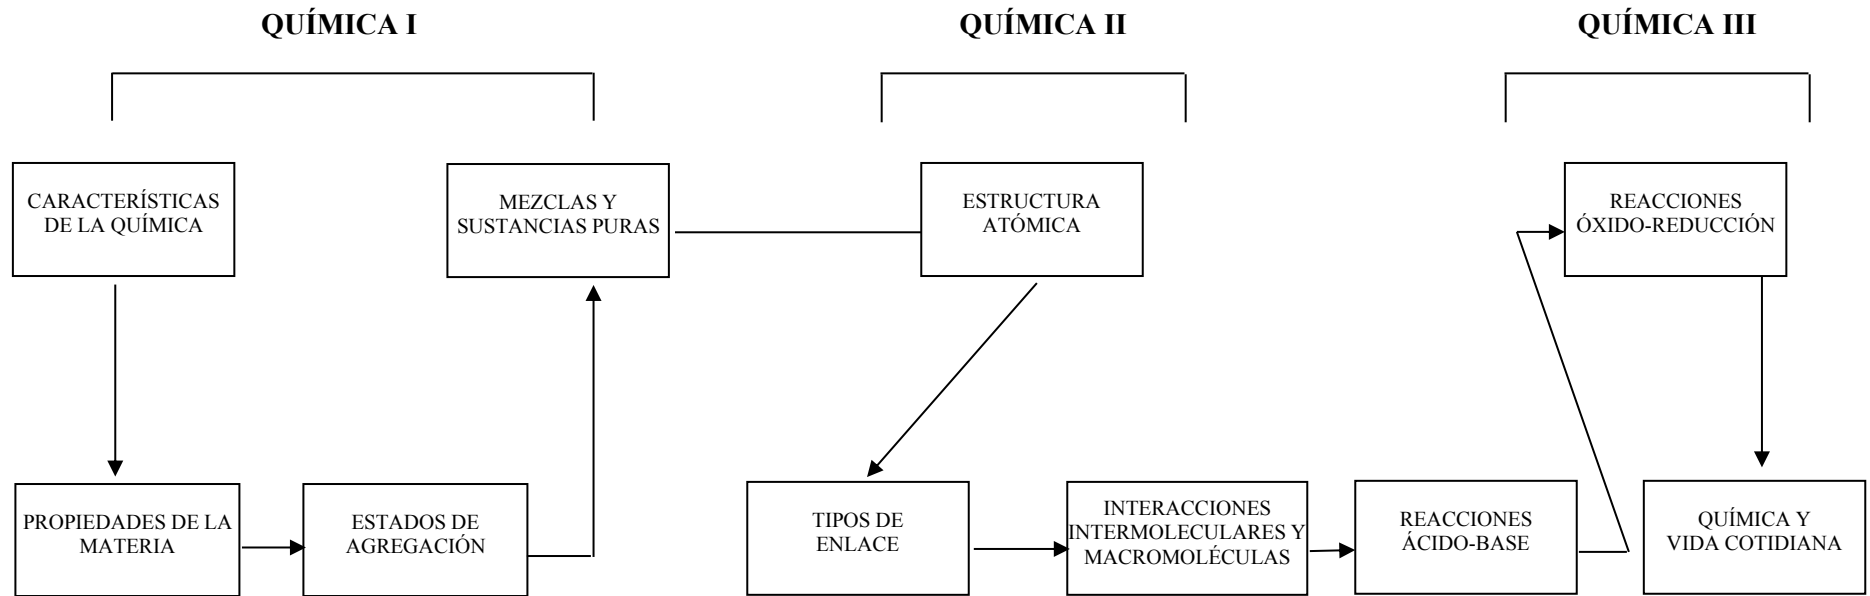 QUÍMICA I
QUÍMICA II
QUÍMICA III
CARACTERÍSTICAS
DE LA QUÍMICA
MEZCLAS Y
SUSTANCIAS PURAS
ESTRUCTURA
ATÓMICA
REACCIONES
ÓXIDO-REDUCCIÓN
PROPIEDADES DE LA
MATERIA
ESTADOS DE
AGREGACIÓN
TIPOS DE
ENLACE
INTERACCIONES
INTERMOLECULARES Y
MACROMOLÉCULAS
REACCIONES
ÁCIDO-BASE
QUÍMICA Y
VIDA COTIDIANA